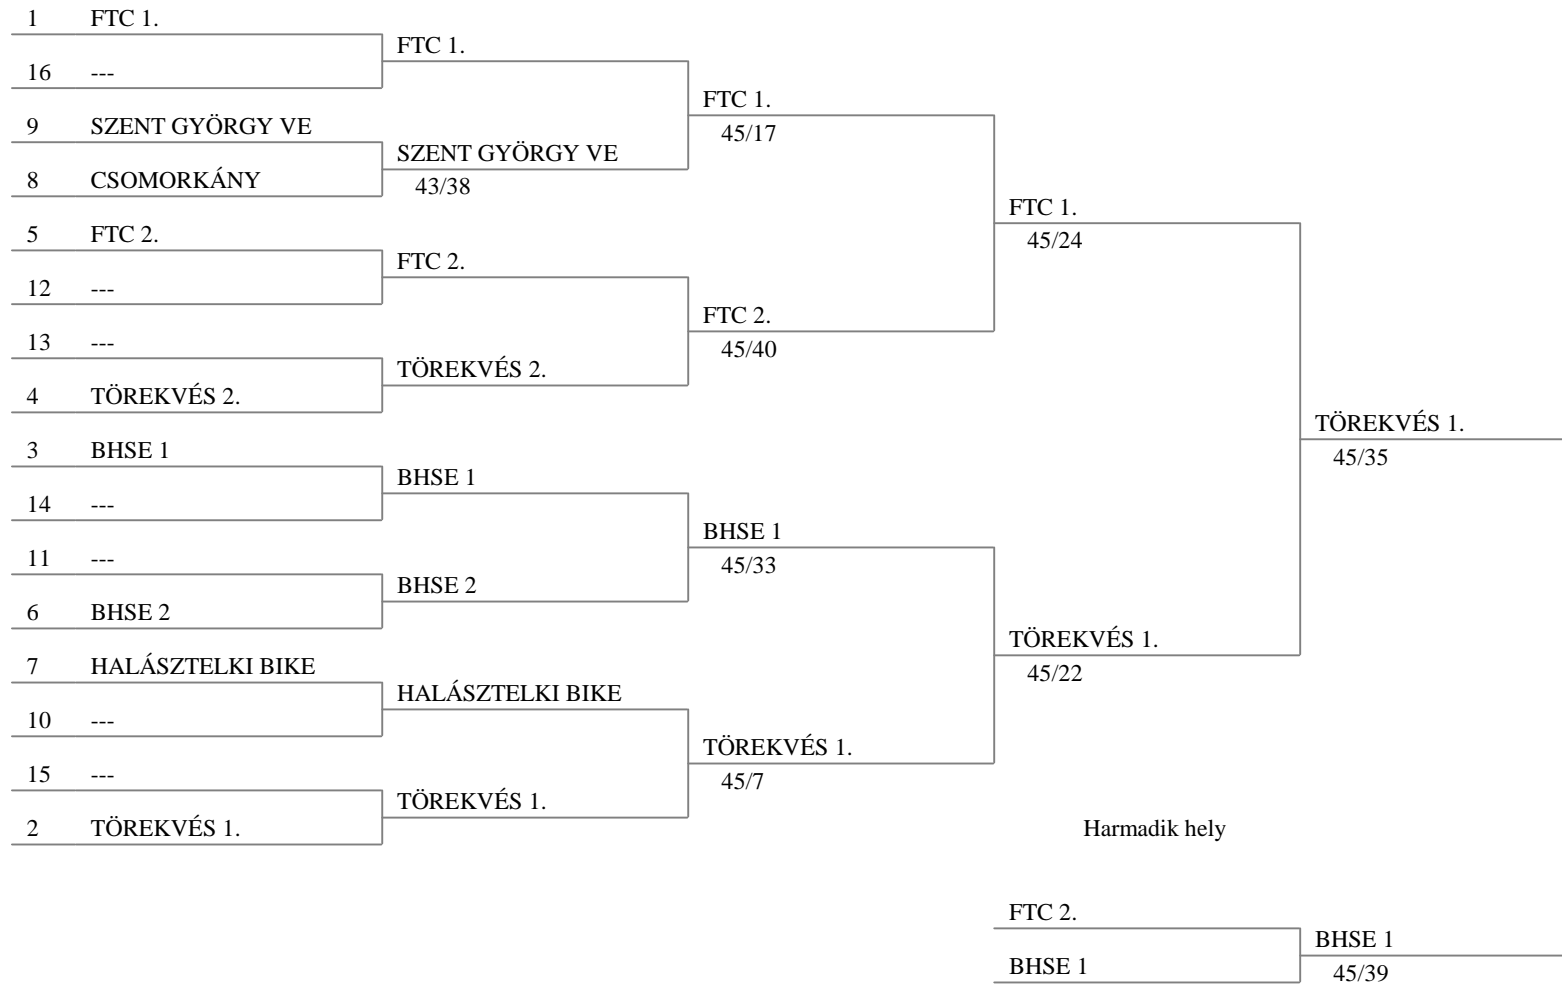 1 FTC 1.
FTC 1.
16 ---
FTC 1.
9 SZENT GYÖRGY VE
45/17
SZENT GYÖRGY VE
8 CSOMORKÁNY
43/38
FTC 1.
5 FTC 2.
45/24
FTC 2.
12 ---
FTC 2.
13 ---
45/40
TÖREKVÉS 2.
4 TÖREKVÉS 2.
TÖREKVÉS 1.
3 BHSE 1
45/35
BHSE 1
14 ---
BHSE 1
11 ---
45/33
BHSE 2
6 BHSE 2
TÖREKVÉS 1.
7 HALÁSZTELKI BIKE
45/22
HALÁSZTELKI BIKE
10 ---
TÖREKVÉS 1.
15 ---
45/7
TÖREKVÉS 1.
2 TÖREKVÉS 1.
Harmadik hely
FTC 2.
BHSE 1
BHSE 1
45/39